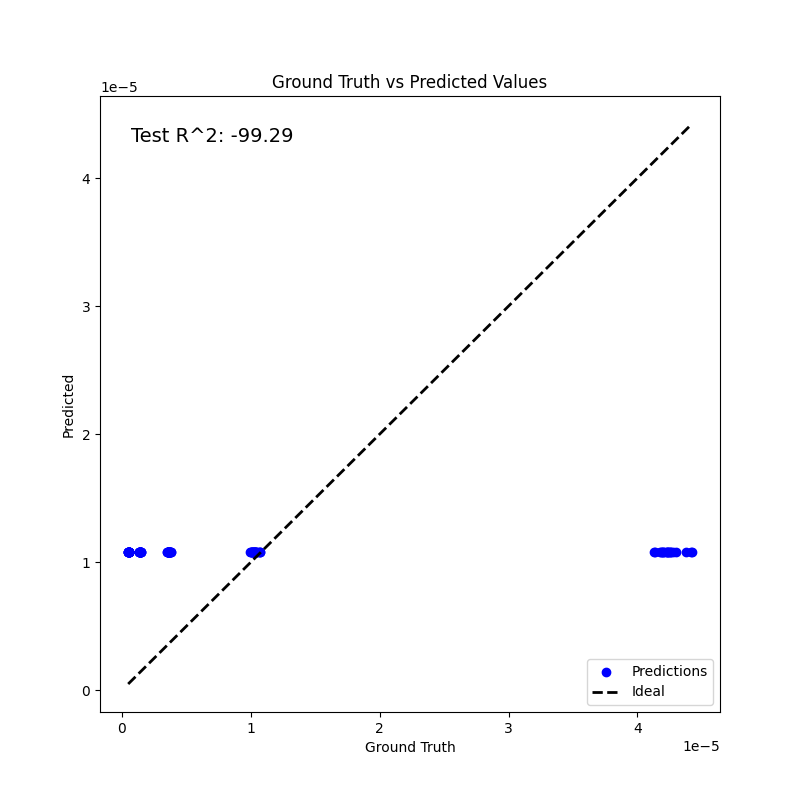 Ground Truth vs Predicted Values
1e−5
Test R^2: -99.29
4
3
2
1
0
Predicted
Predictions
Ideal
0 1 2 3 4
1e−5
Ground Truth